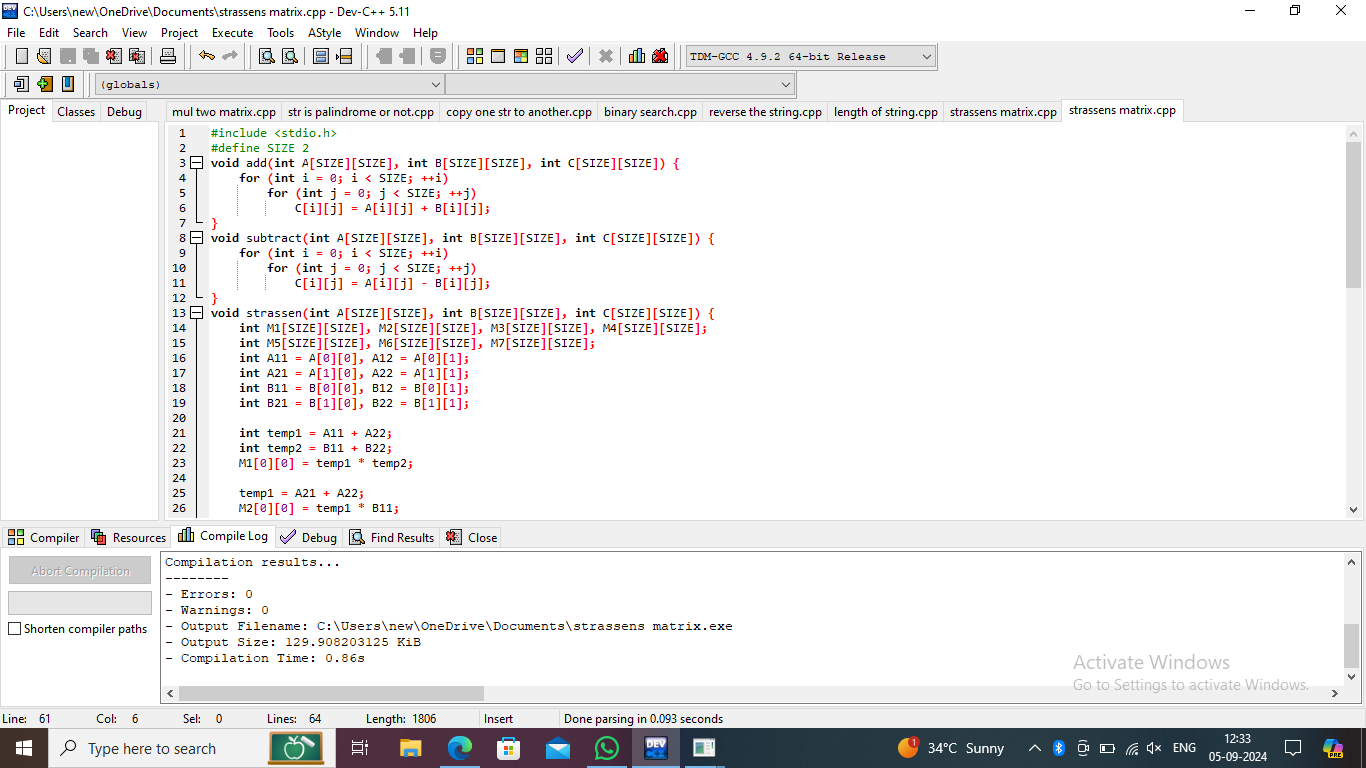 C:\Users\new\OneDrive\Documents\strassens matrix.cpp - Dev-C++ 5.11
File Edit Search View Project Execute Tools AStyle Window Help
TDM-GCC 4.9.2 64-bit Release
(globals)
Project Classes Debug
mul two matrix.cpp str is palindrome or not.cpp copy one str to another.cpp binary search.cpp reverse the string.cpp length of string.cpp strassens matrix.cpp strassens matrix.cpp
1 #include <stdio.h>
2 #define SIZE 2
3 void add(int A[SIZE][SIZE], int B[SIZE][SIZE], int C[SIZE][SIZE]) {
4 for (int i = 0; i < SIZE; ++i)
5 for (int j = 0; j < SIZE; ++j)
6 C[i][j] = A[i][j] + B[i][j];
7 }
8 void subtract(int A[SIZE][SIZE], int B[SIZE][SIZE], int C[SIZE][SIZE]) {
9 for (int i = 0; i < SIZE; ++i)
10 for (int j = 0; j < SIZE; ++j)
11 C[i][j] = A[i][j] - B[i][j];
12 }
13 void strassen(int A[SIZE][SIZE], int B[SIZE][SIZE], int C[SIZE][SIZE]) {
14 int M1[SIZE][SIZE], M2[SIZE][SIZE], M3[SIZE][SIZE], M4[SIZE][SIZE];
15 int M5[SIZE][SIZE], M6[SIZE][SIZE], M7[SIZE][SIZE];
16 int A11 = A[0][0], A12 = A[0][1];
17 int A21 = A[1][0], A22 = A[1][1];
18 int B11 = B[0][0], B12 = B[0][1];
19 int B21 = B[1][0], B22 = B[1][1];
20
21 int temp1 = A11 + A22;
22 int temp2 = B11 + B22;
23 M1[0][0] = temp1 * temp2;
24
25 temp1 = A21 + A22;
26 M2[0][0] = temp1 * B11;
Compiler Resources Compile Log Debug Find Results Close
Abort Compilation
Shorten compiler paths
Compilation results...
--------
- Errors: 0
- Warnings: 0
- Output Filename: C:\Users\new\OneDrive\Documents\strassens matrix.exe
- Output Size: 129.908203125 KiB
- Compilation Time: 0.86s
Activate Windows
Go to Settings to activate Windows.
Line: 61 Col: 6 Sel: 0 Lines: 64 Length: 1806 Insert Done parsing in 0.093 seconds
Type here to search
DEV
1
34°C Sunny
ENG
12:33
05-09-2024
PRE